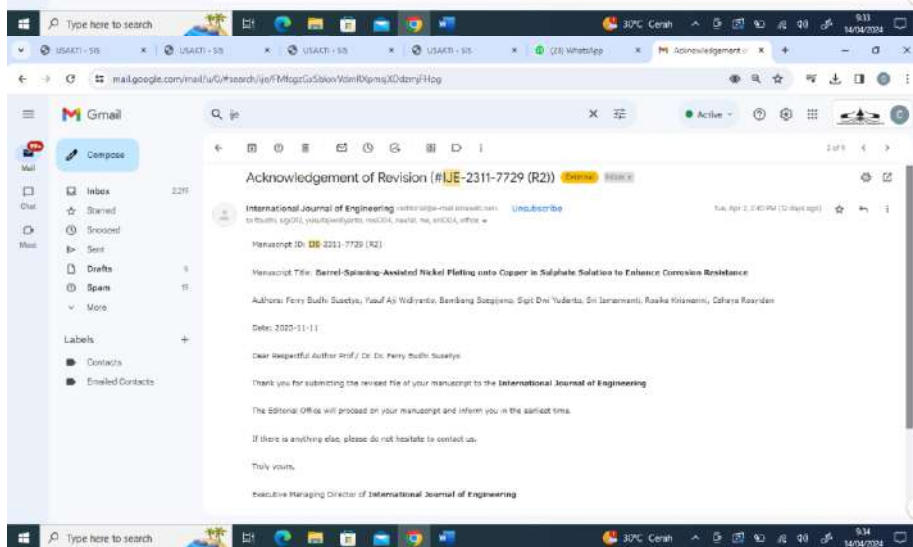 Type here to search
30°C Cerah
9:33
14/04/2024
USAKTI - SIS
USAKTI - SIS
USAKTI - SIS
USAKTI - SIS
(23) WhatsApp
Acknowledgement o
Gmail
ije
Active
Compose
Mail
Chat
Meet
Inbox
Starred
Snoozed
Sent
Drafts
Spam
More
Labels
Contacts
Emailed Contacts
2 of 9
Acknowledgement of Revision (#IJE-2311-7729 (R2)) External Inbox x
International Journal of Engineering
Unsubscribe
Tue, Apr 2, 2:40 PM (12 days ago)
Manuscript ID: IJE-2311-7729 (R2)
Manuscript Title: Barrel-Spinning-Assisted Nickel Plating onto Copper in Sulphate Solution to Enhance Corrosion Resistance
Authors: Ferry Budhi Susetyo, Yusuf Aji Widiyanto, Bambang Soegijono, Sigit Dwi Yudanto, Sri Ismarwanti, Rosika Kriswarini, Cahaya Rosyidan
Date: 2023-11-11
Dear Respectful Author Prof./ Dr. Dr. Ferry Budhi Susetyo
Thank you for submitting the revised file of your manuscript to the International Journal of Engineering
The Editorial Office will proceed on your manuscript and inform you in the earliest time.
If there is anything else, please do not hesitate to contact us.
Truly yours,
Executive Managing Director of International Journal of Engineering
Type here to search
30°C Cerah
9:34
14/04/2024